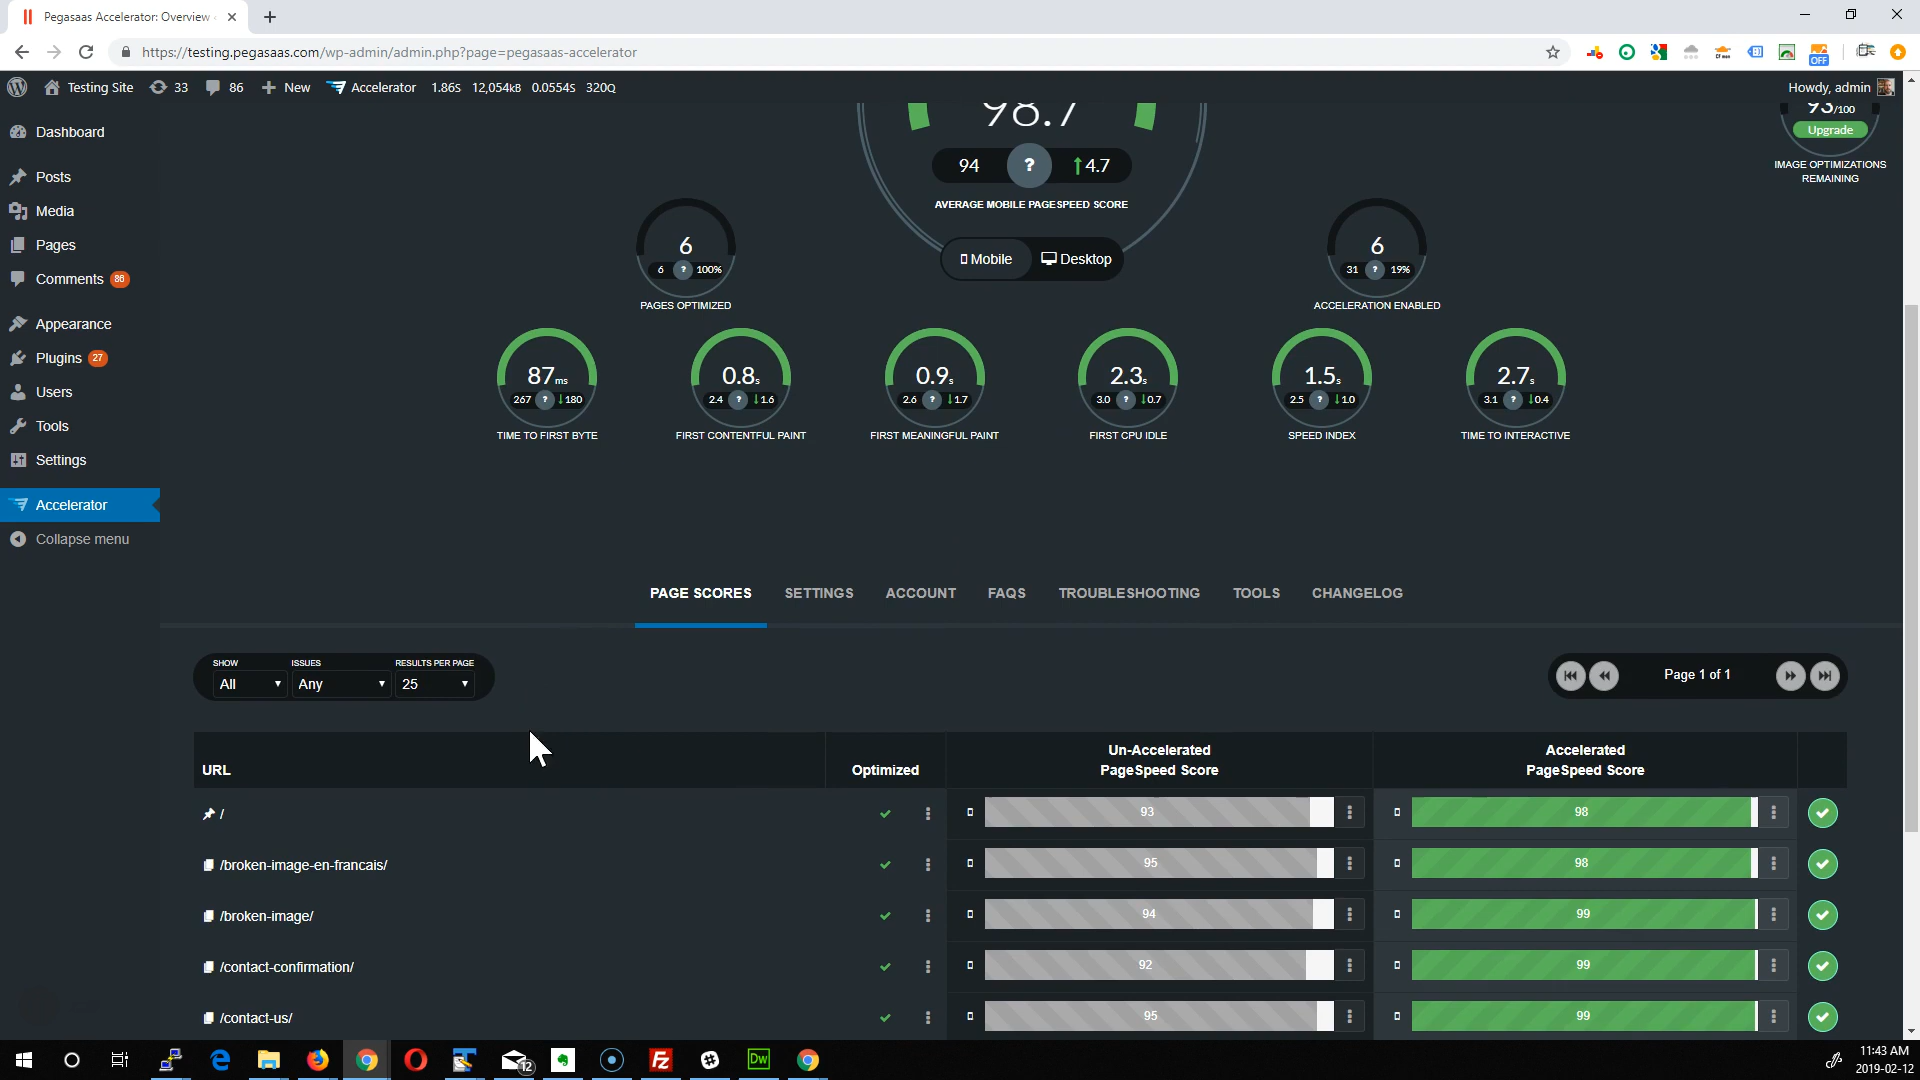 Pegasaas Accelerator: Overview
https://testing.pegasaas.com/wp-admin/admin.php?page=pegasaas-accelerator
OFF
Testing Site 33 86 New Accelerator 1.86s 12,054kB 0.0554s 320Q
Howdy, admin
Dashboard
Posts
Media
Pages
Comments 86
Appearance
Plugins 27
Users
Tools
Settings
Accelerator
Collapse menu
98.7
94 ? ↑4.7
AVERAGE MOBILE PAGESPEED SCORE
Mobile Desktop
93/100
Upgrade
IMAGE OPTIMIZATIONS
REMAINING
6
6 ? 100%
PAGES OPTIMIZED
6
31 ? 19%
ACCELERATION ENABLED
87ms
267 ? ↓180
TIME TO FIRST BYTE
0.8s
2.4 ? ↓1.6
FIRST CONTENTFUL PAINT
0.9s
2.6 ? ↓1.7
FIRST MEANINGFUL PAINT
2.3s
3.0 ? ↓0.7
FIRST CPU IDLE
1.5s
2.5 ? ↓1.0
SPEED INDEX
2.7s
3.1 ? ↓0.4
TIME TO INTERACTIVE
PAGE SCORES SETTINGS ACCOUNT FAQS TROUBLESHOOTING TOOLS CHANGELOG
SHOW ISSUES RESULTS PER PAGE
All Any 25
Page 1 of 1
URL Optimized Un-Accelerated PageSpeed Score Accelerated PageSpeed Score
/ 93 98
/broken-image-en-francais/ 95 98
/broken-image/ 94 99
/contact-confirmation/ 92 99
/contact-us/ 95 99
12
Fz
Dw
11:43 AM
2019-02-12